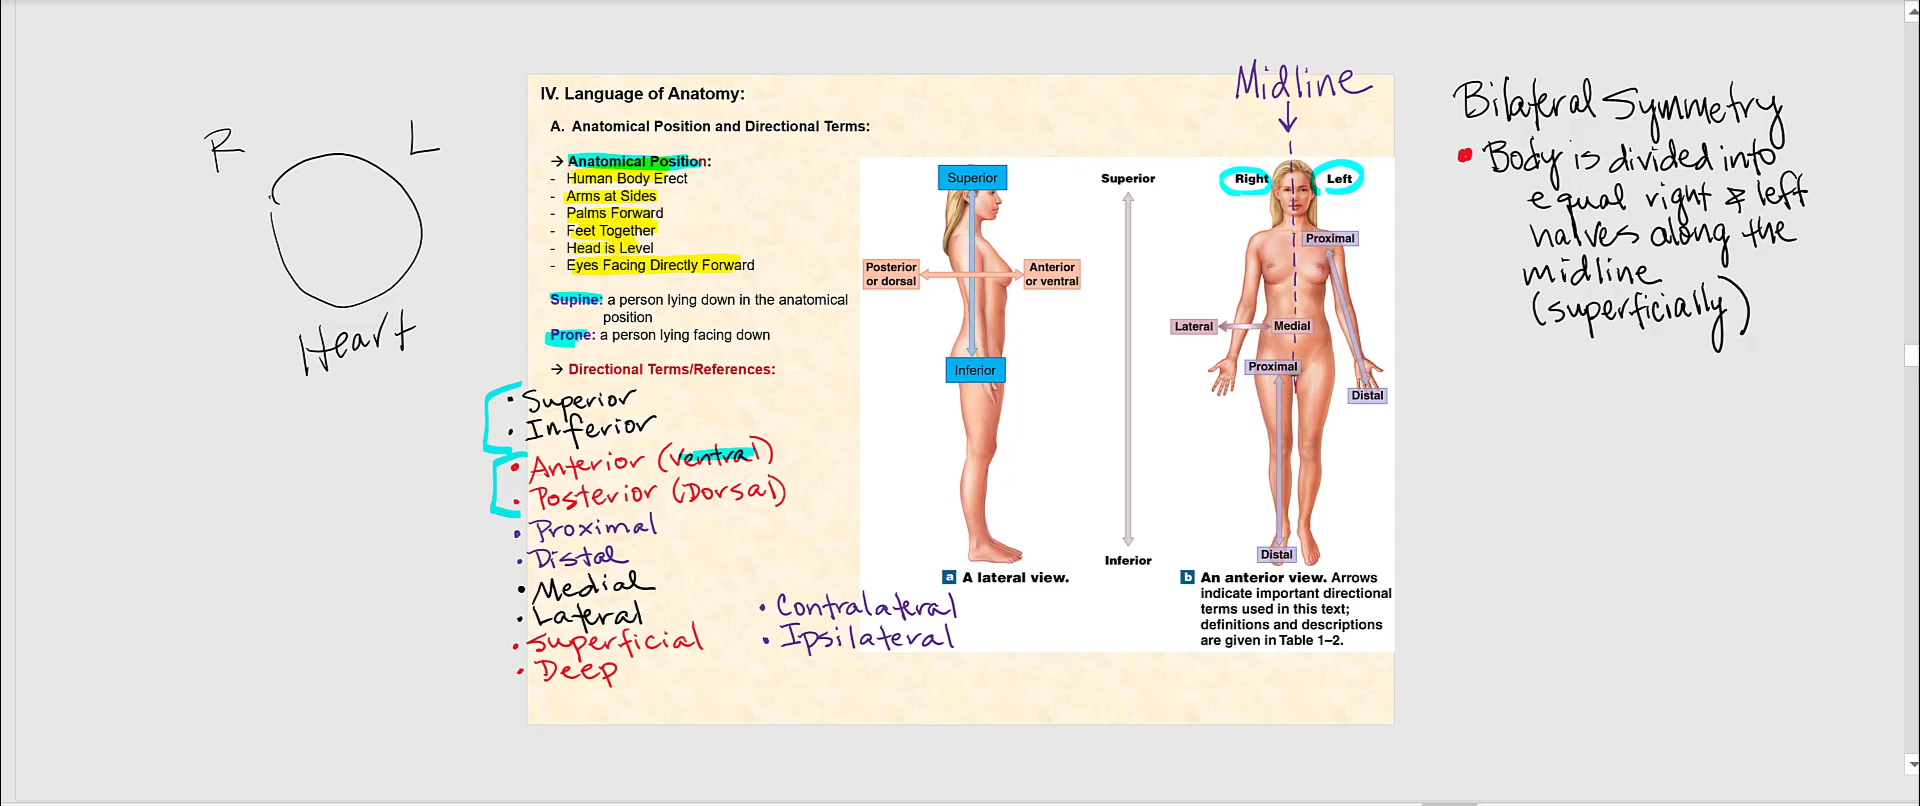 R L
Heart
IV. Language of Anatomy:
A. Anatomical Position and Directional Terms:
→ Anatomical Position:
- Human Body Erect
- Arms at Sides
- Palms Forward
- Feet Together
- Head is Level
- Eyes Facing Directly Forward
Supine: a person lying down in the anatomical
position
Prone: a person lying facing down
→ Directional Terms/References:
• Superior
• Inferior
• Anterior (Ventral)
• Posterior (Dorsal)
• Proximal
• Distal
• Medial
• Lateral
• Superficial
• Deep
• Contralateral
• Ipsilateral
Superior
Posterior
or dorsal
Anterior
or ventral
Inferior
a A lateral view.
Superior
Inferior
Midline
Right Left
Proximal
Lateral Medial
Proximal
Distal
Distal
b An anterior view. Arrows
indicate important directional
terms used in this text;
definitions and descriptions
are given in Table 1–2.
Bilateral Symmetry
• Body is divided into
equal right & left
halves along the
midline
(superficially)